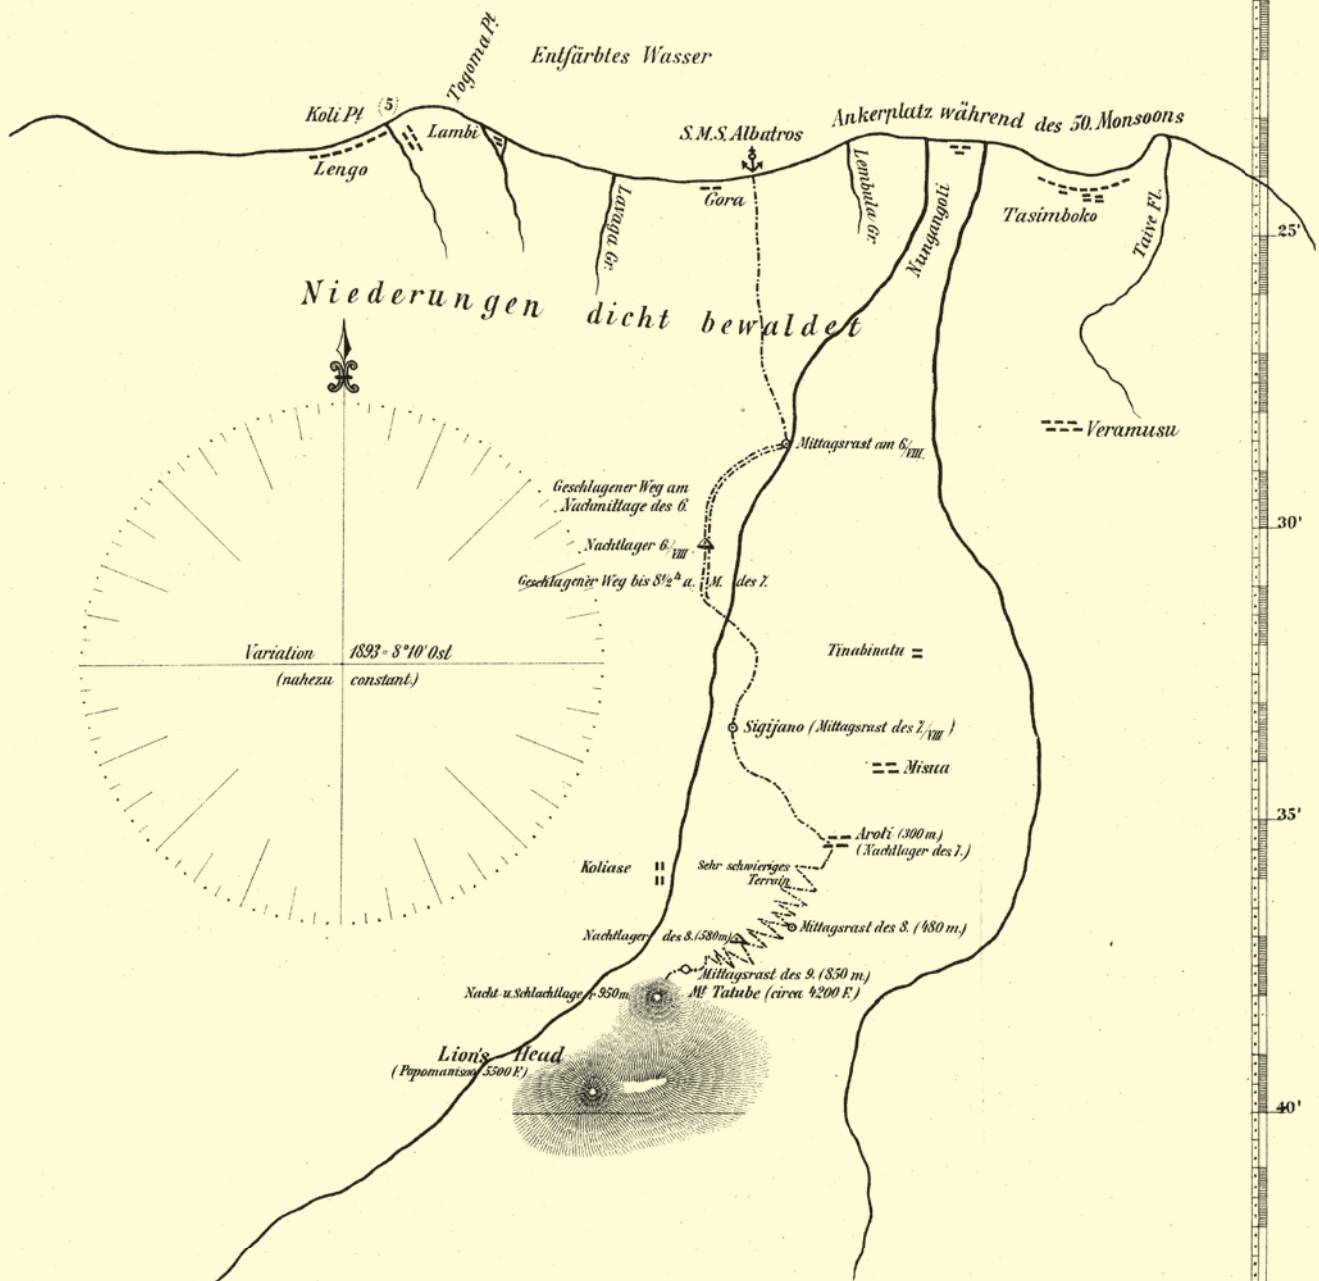 Togoma Pt.
Entfärbtes Wasser
Koli Pt.
(5)
Lambi
Lengo
S.M.S. Albatros
Ankerplatz während des SO. Monsoons
Gora
Lavaga Gr.
Lembula Gr.
Nungangoli
Tasimboko
Taive Fl.
25'
Niederungen dicht bewaldet
Veramusu
Mittagsrast am 6/VIII.
Geschlagener Weg am
Nachmittage des 6.
30'
Nachtlager 6/VIII.
Geschlagener Weg bis 8½ʰ a. M. des 7.
Variation 1893 = 8°10' Ost
(nahezu constant.)
Tinabinatu
Sigijano (Mittagsrast des 7/VIII)
Misua
35'
Aroli (300 m.)
(Nachtlager des 7.)
Koliase
Sehr schwieriges
Terrain
Mittagsrast des 8. (480 m.)
Nachtlager des 8. (580 m)
Mittagsrast des 9. (850 m.)
Nacht u. Schlachtlager 950m
Mt. Tatube (circa 4200 F.)
Lion's Head
(Popomanisao 5500 F.)
40'